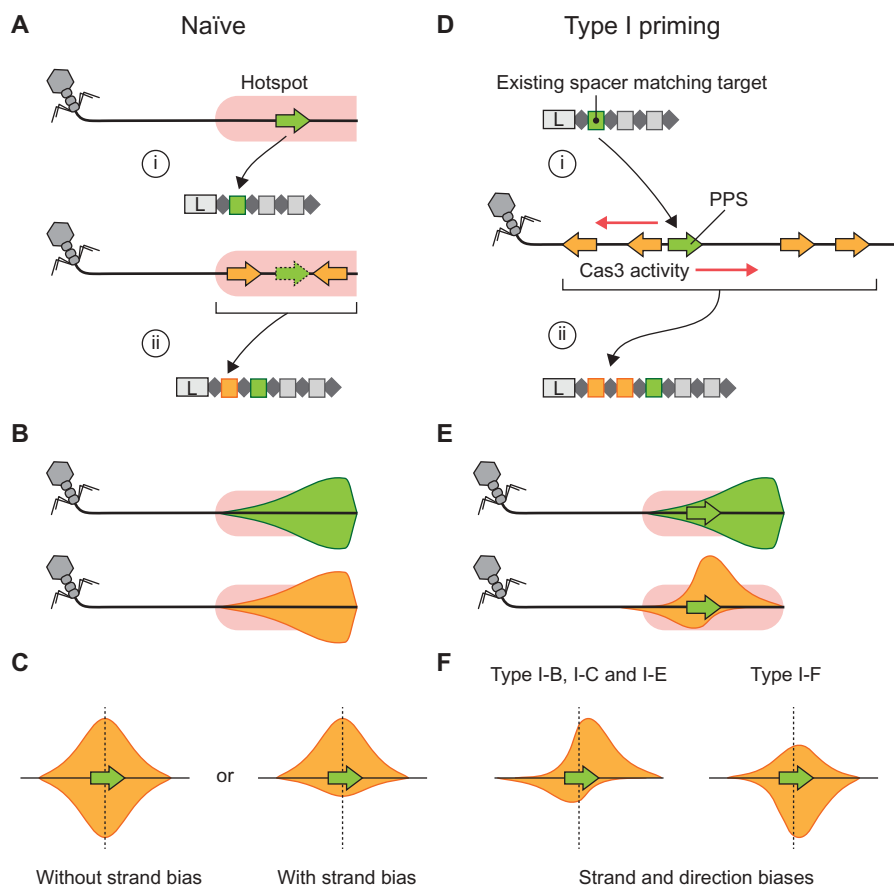 A
Naïve
Hotspot
i
L
ii
L
B
C
or
Without strand bias
With strand bias
D
Type I priming
Existing spacer matching target
L
i
PPS
Cas3 activity
ii
L
E
F
Type I-B, I-C and I-E
Type I-F
Strand and direction biases